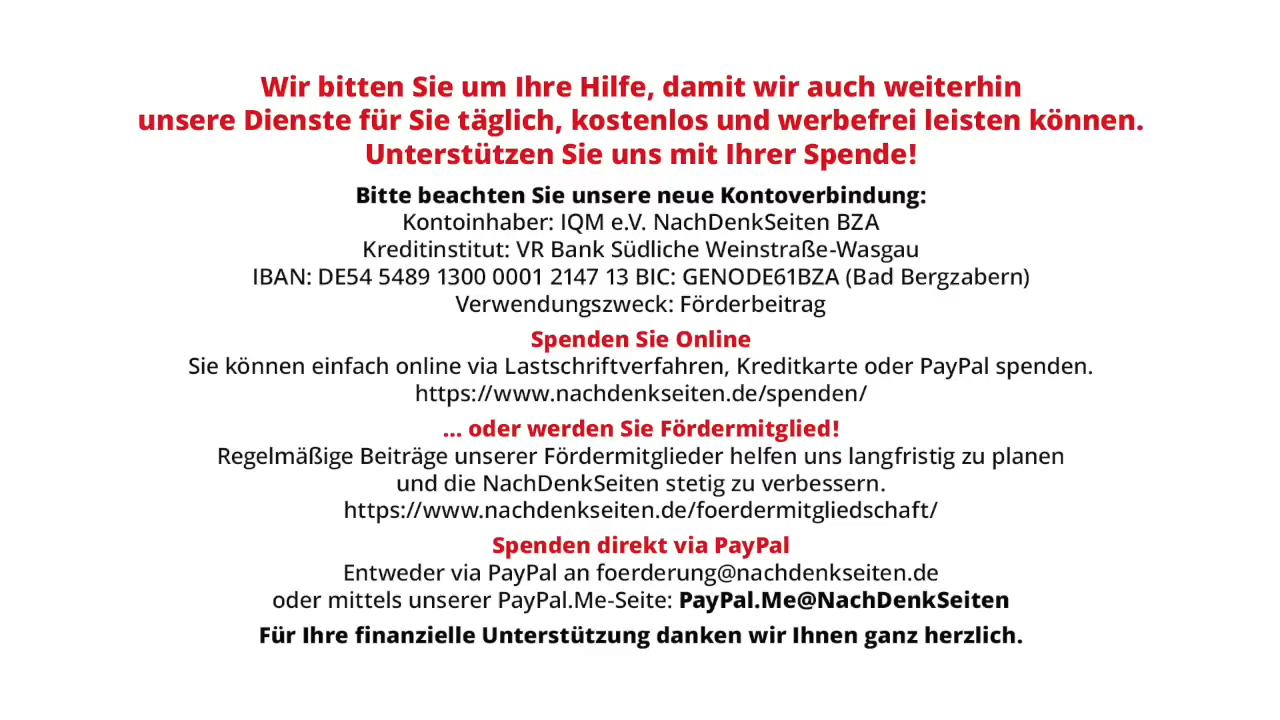 Wir bitten Sie um Ihre Hilfe, damit wir auch weiterhin
unsere Dienste für Sie täglich, kostenlos und werbefrei leisten können.
Unterstützen Sie uns mit Ihrer Spende!
Bitte beachten Sie unsere neue Kontoverbindung:
Kontoinhaber: IQM e.V. NachDenkSeiten BZA
Kreditinstitut: VR Bank Südliche Weinstraße-Wasgau
IBAN: DE54 5489 1300 0001 2147 13 BIC: GENODE61BZA (Bad Bergzabern)
Verwendungszweck: Förderbeitrag
Spenden Sie Online
Sie können einfach online via Lastschriftverfahren, Kreditkarte oder PayPal spenden.
https://www.nachdenkseiten.de/spenden/
... oder werden Sie Fördermitglied!
Regelmäßige Beiträge unserer Fördermitglieder helfen uns langfristig zu planen
und die NachDenkSeiten stetig zu verbessern.
https://www.nachdenkseiten.de/foerdermitgliedschaft/
Spenden direkt via PayPal
Entweder via PayPal an foerderung@nachdenkseiten.de
oder mittels unserer PayPal.Me-Seite: PayPal.Me@NachDenkSeiten
Für Ihre finanzielle Unterstützung danken wir Ihnen ganz herzlich.